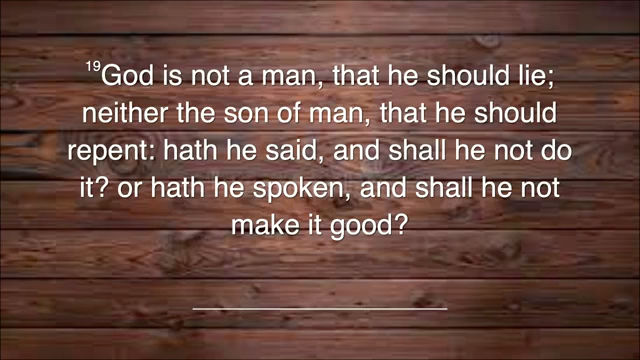 19God is not a man, that he should lie;
neither the son of man, that he should
repent: hath he said, and shall he not do
it? or hath he spoken, and shall he not
make it good?